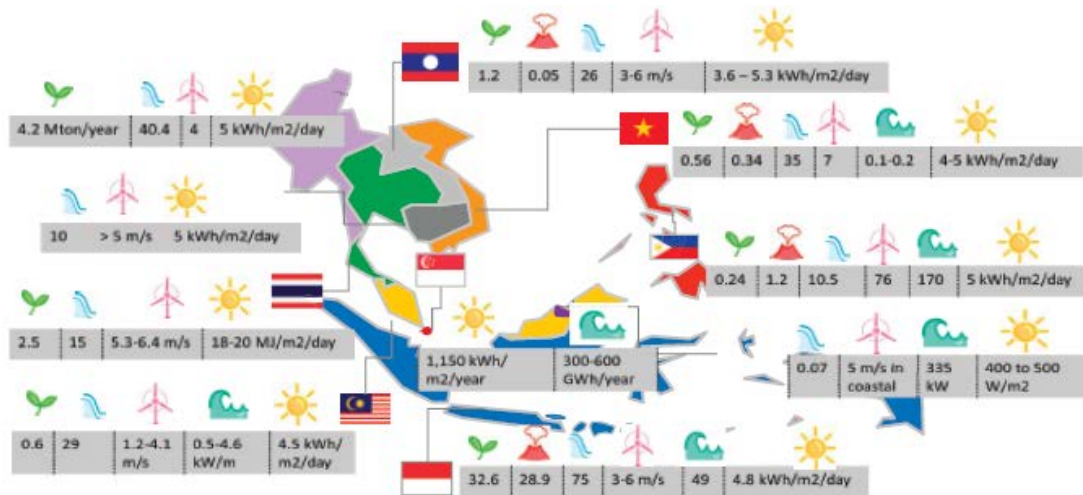 1.2 0.05 26 3-6 m/s 3.6 – 5.3 kWh/m2/day
4.2 Mton/year 40.4 4 5 kWh/m2/day
0.56 0.34 35 7 0.1-0.2 4-5 kWh/m2/day
10 > 5 m/s 5 kWh/m2/day
0.24 1.2 10.5 76 170 5 kWh/m2/day
2.5 15 5.3-6.4 m/s 18-20 MJ/m2/day
1,150 kWh/
m2/year
300-600
GWh/year
0.07
5 m/s in
coastal
335
kW
400 to 500
W/m2
0.6
29
1.2-4.1
m/s
0.5-4.6
kW/m
4.5 kWh/
m2/day
32.6 28.9 75 3-6 m/s 49 4.8 kWh/m2/day